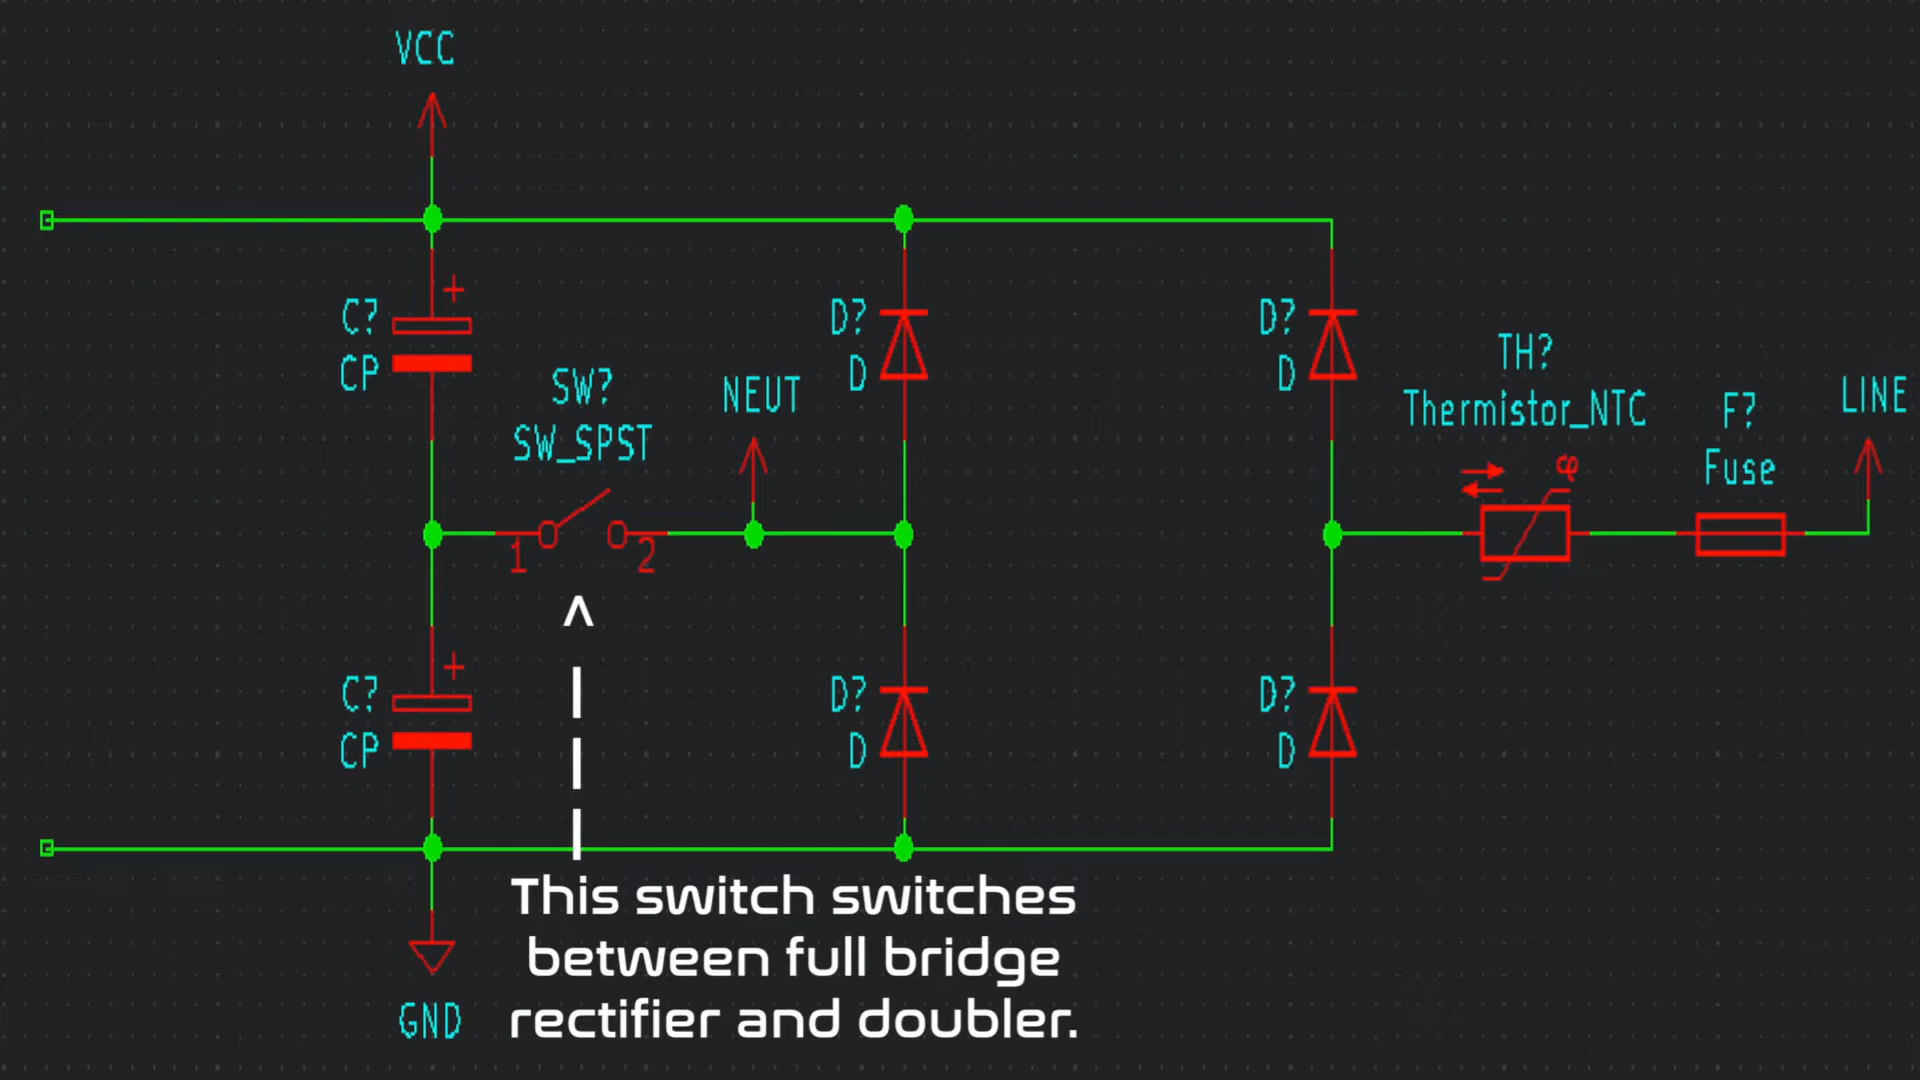 VCC
C?
CP
SW?
SW_SPST
1
2
NEUT
D?
D
D?
D
TH?
Thermistor_NTC
F?
Fuse
LINE
C?
CP
D?
D
D?
D
GND
This switch switches
between full bridge
rectifier and doubler.